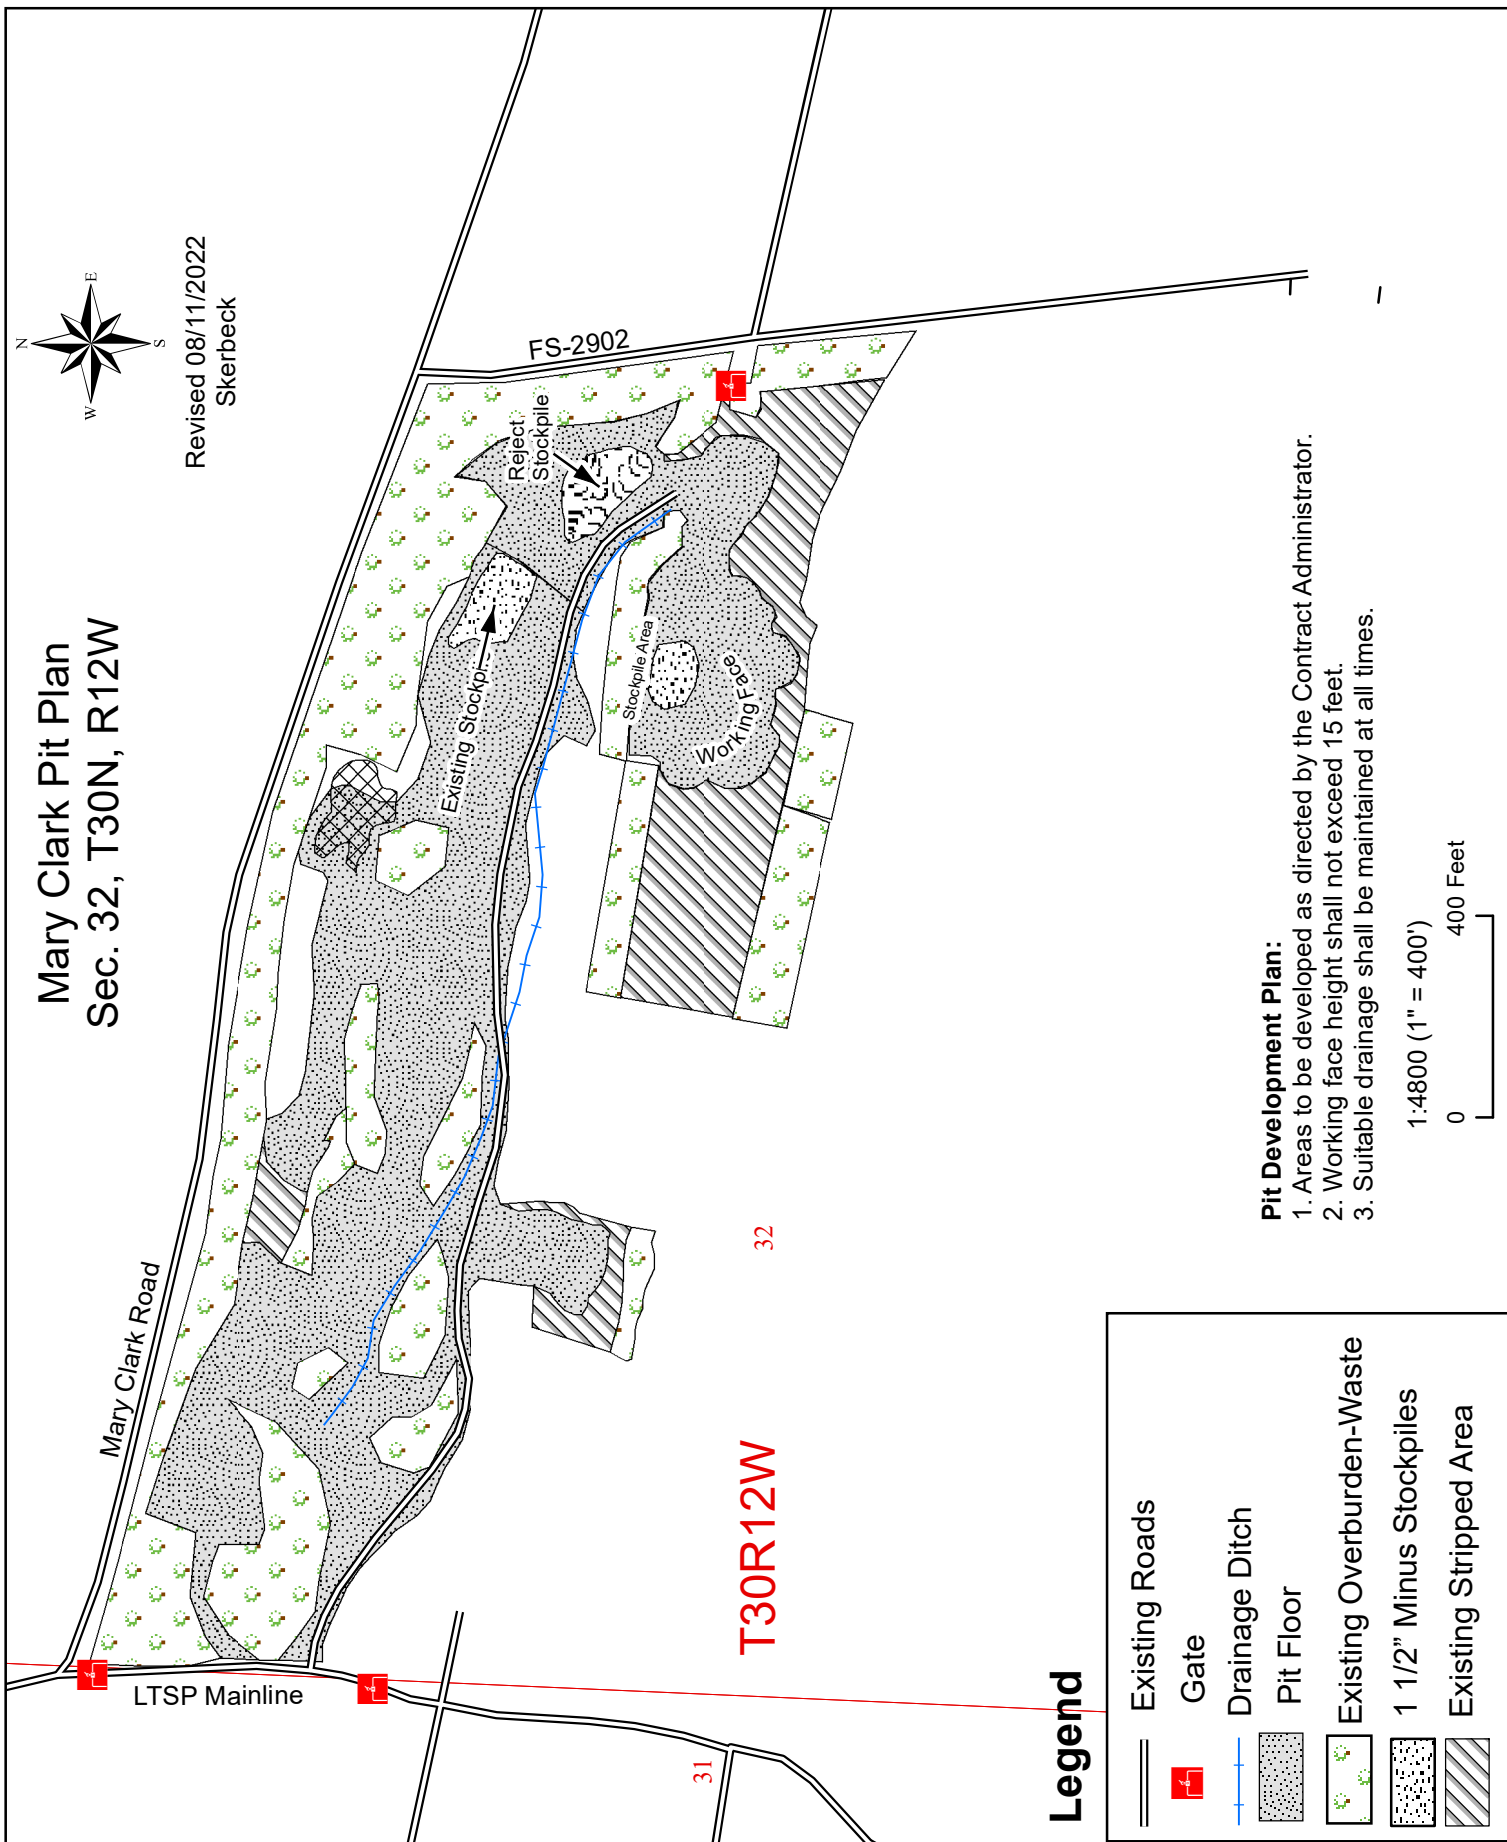 Mary Clark Pit Plan
Sec. 32, T30N, R12W
N
W
E
S
Revised 08/11/2022
Skerbeck
Mary Clark Road
FS-2902
LTSP Mainline
Reject
Stockpile
Existing Stockpile
Stockpile Area
Working Face
32
31
T30R12W
Pit Development Plan:
1. Areas to be developed as directed by the Contract Administrator.
2. Working face height shall not exceed 15 feet.
3. Suitable drainage shall be maintained at all times.
1:4800 (1" = 400')
0
400 Feet
Legend
Existing Roads
Gate
Drainage Ditch
Pit Floor
Existing Overburden-Waste
1 1/2” Minus Stockpiles
Existing Stripped Area